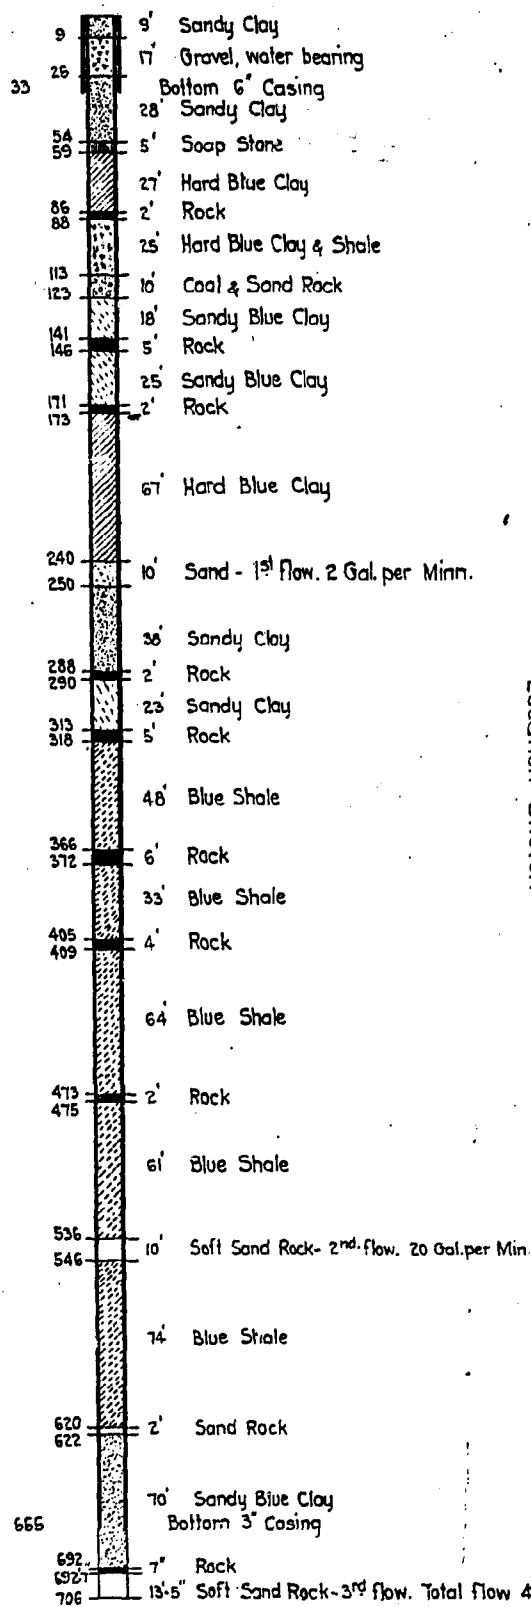 9' Sandy Clay
9
17' Gravel, water bearing
26
33 Bottom 6" Casing
28' Sandy Clay
54
59 5' Soap Stone
27' Hard Blue Clay
86
88 2' Rock
25' Hard Blue Clay & Shale
113
123 10' Coal & Sand Rock
18' Sandy Blue Clay
141
146 5' Rock
25' Sandy Blue Clay
171
173 2' Rock
67' Hard Blue Clay
240
250 10' Sand - 1st flow. 2 Gal. per Minn.
38' Sandy Clay
288
290 2' Rock
23' Sandy Clay
313
318 5' Rock
48' Blue Shale
366
372 6' Rock
33' Blue Shale
405
409 4' Rock
64' Blue Shale
473
475 2' Rock
61' Blue Shale
536
546 10' Soft Sand Rock - 2nd. flow. 20 Gal. per Min
74' Blue Shale
620
622 2' Sand Rock
70' Sandy Blue Clay
665 Bottom 3" Casing
692
692'7" 7" Rock
706 13'-5" Soft Sand Rock - 3rd flow. Total flow 4